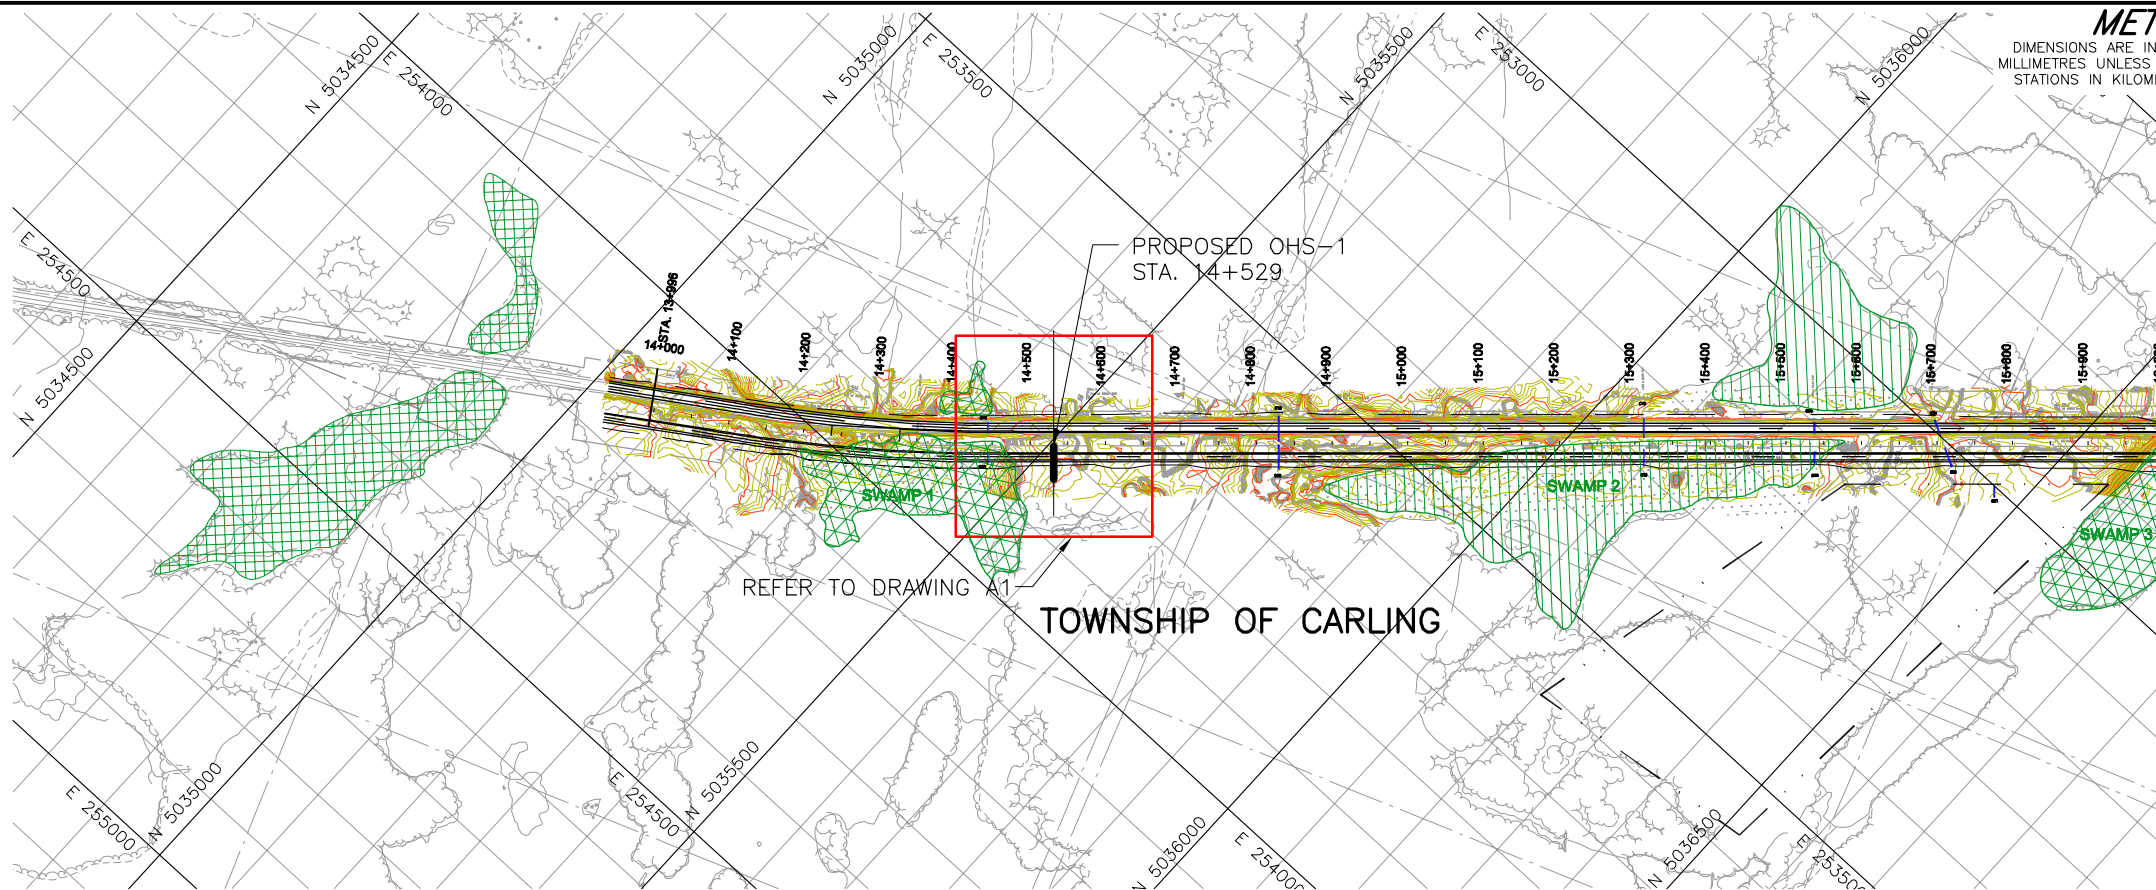 MET
DIMENSIONS ARE IN
MILLIMETRES UNLESS
STATIONS IN KILOM
N 5034500
E 254000
N 5035000
E 253500
N 5035500
E 253000
N 5036000
E 254500
N 5034500
PROPOSED OHS-1
STA. 14+529
STA. 13+996
14+000
14+100
14+200
14+300
14+400
14+500
14+600
14+700
14+800
14+900
15+000
15+100
15+200
15+300
15+400
15+500
15+600
15+700
15+800
15+900
SWAMP 1
SWAMP 2
SWAMP 3
REFER TO DRAWING A1
TOWNSHIP OF CARLING
E 255000
N 5035000
E 254500
N 5035500
N 5036000
E 254000
N 5036500
E 253500